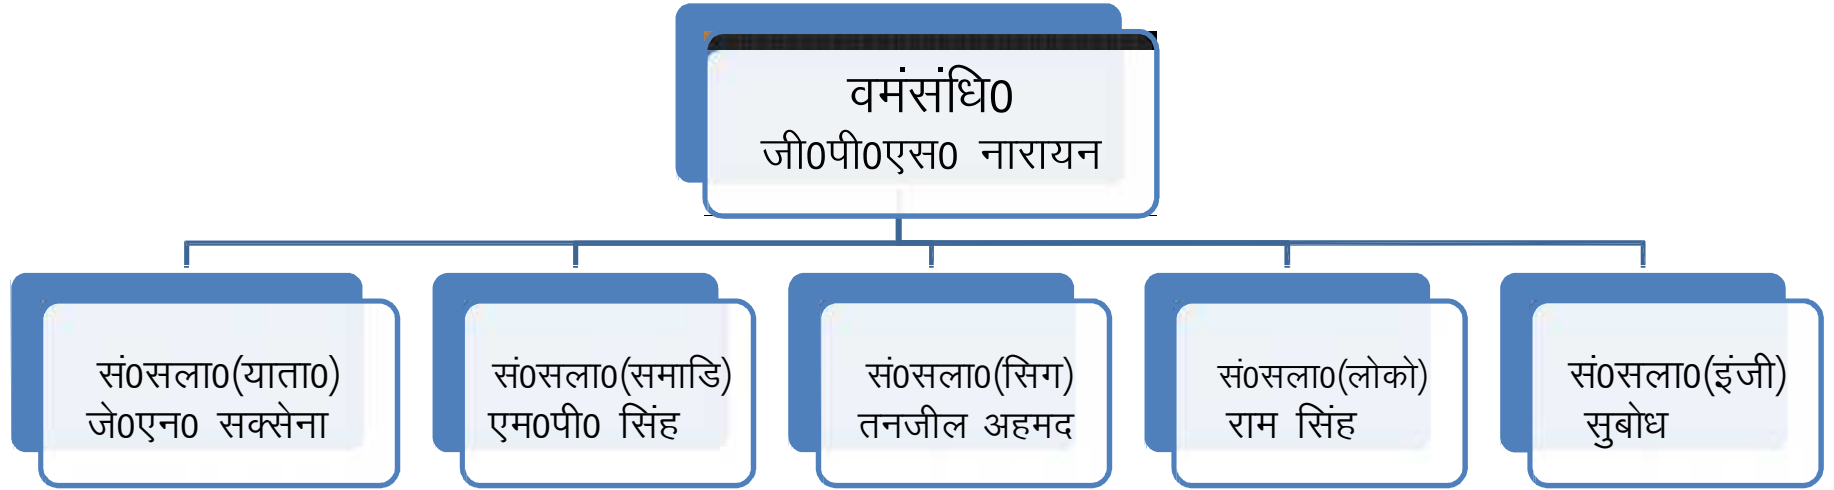 वमंसंधि0
जी0पी0एस0 नारायन
सं0सला0(याता0)
जे0एन0 सक्सेना
सं0सला0(समाडि)
एम0पी0 सिंह
सं0सला0(सिग)
तनजील अहमद
सं0सला0(लोको)
राम सिंह
सं0सला0(इंजी)
सुबोध